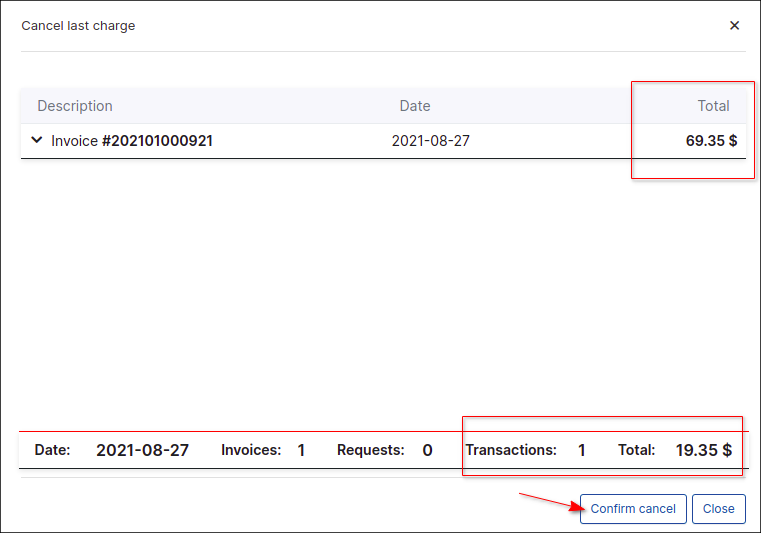 Cancel last charge ×
Description Date Total
Invoice #202101000921 2021-08-27 69.35 $
Date: 2021-08-27 Invoices: 1 Requests: 0 Transactions: 1 Total: 19.35 $
Confirm cancel Close